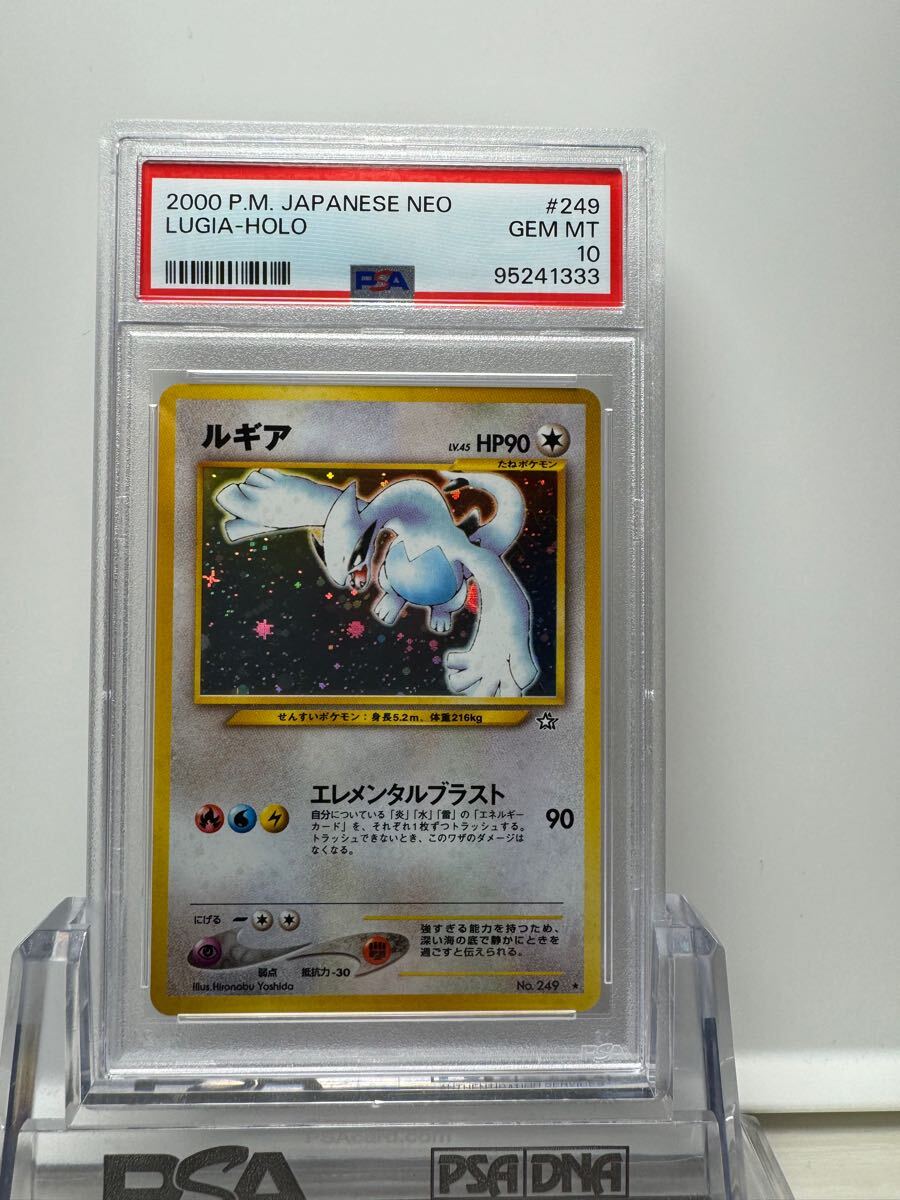 2000 P.M. JAPANESE NEO #249
LUGIA-HOLO GEM MT
10
95241333
PSA
ルギア LV.45 HP90
たねポケモン
せんすいポケモン：身長5.2m、体重216kg
エレメンタルブラスト
自分についている「炎」「水」「雷」の「エネルギー
カード」を、それぞれ1枚ずつトラッシュする。
トラッシュできないとき、このワザのダメージは
なくなる。
90
にげる
弱点 抵抗力-30
強すぎる能力を持つため、
深い海の底で静かにときを
過ごすと伝えられる。
Illus.Hironobu Yoshida
No. 249 ★
PSA
AUTHENTICATION SERVICES
PSAcard.com
PSA
PSA DNA